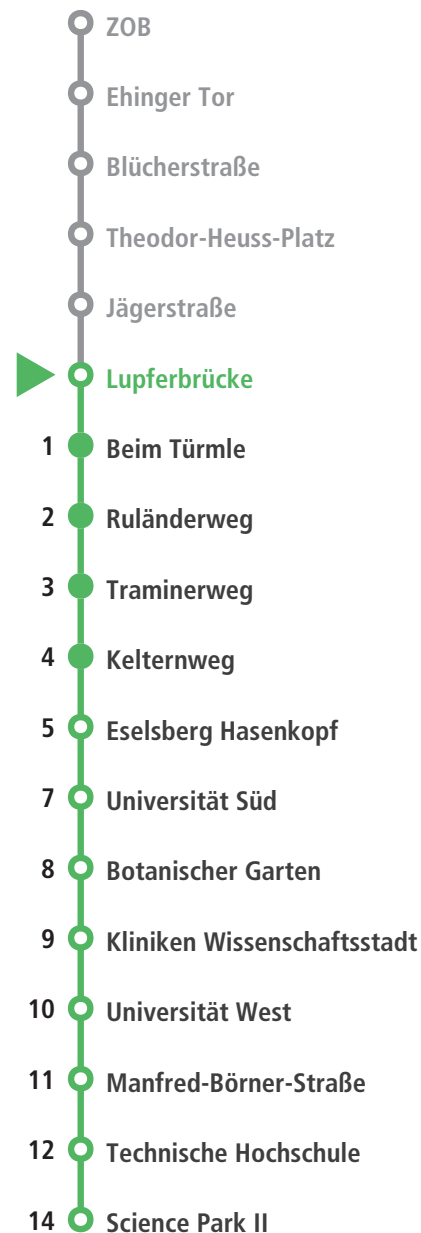 ZOB
Ehinger Tor
Blücherstraße
Theodor-Heuss-Platz
Jägerstraße
Lupferbrücke
1 Beim Türmle
2 Ruländerweg
3 Traminerweg
4 Kelternweg
5 Eselsberg Hasenkopf
7 Universität Süd
8 Botanischer Garten
9 Kliniken Wissenschaftsstadt
10 Universität West
11 Manfred-Börner-Straße
12 Technische Hochschule
14 Science Park II